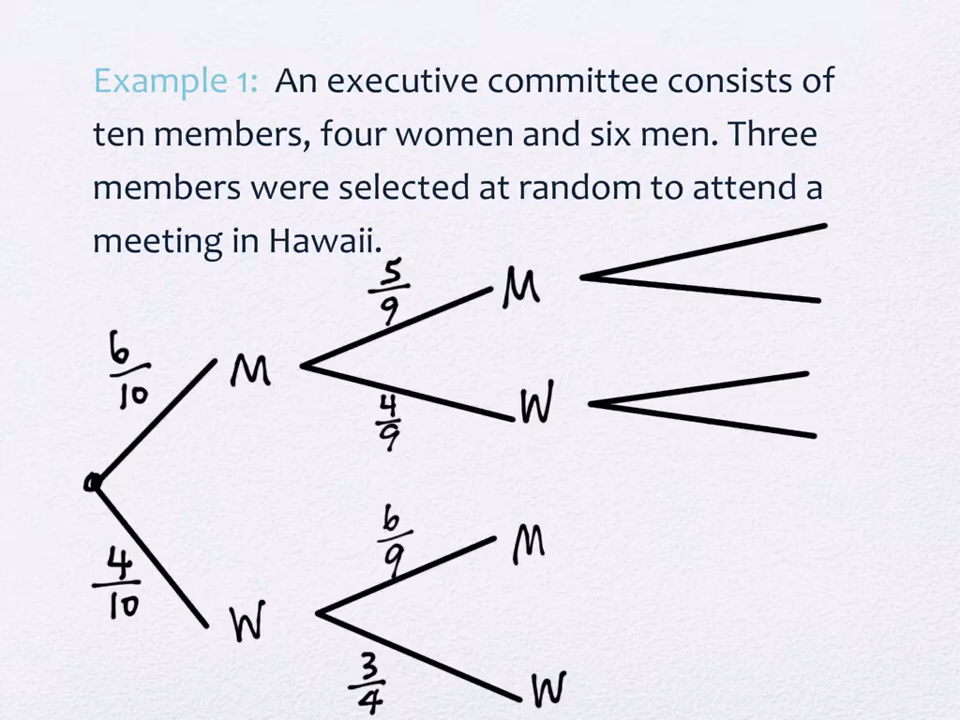 Example 1: An executive committee consists of
ten members, four women and six men. Three
members were selected at random to attend a
meeting in Hawaii.
5/9
M
6/10
M
4/9
W
6/9
M
4/10
W
3/4
W